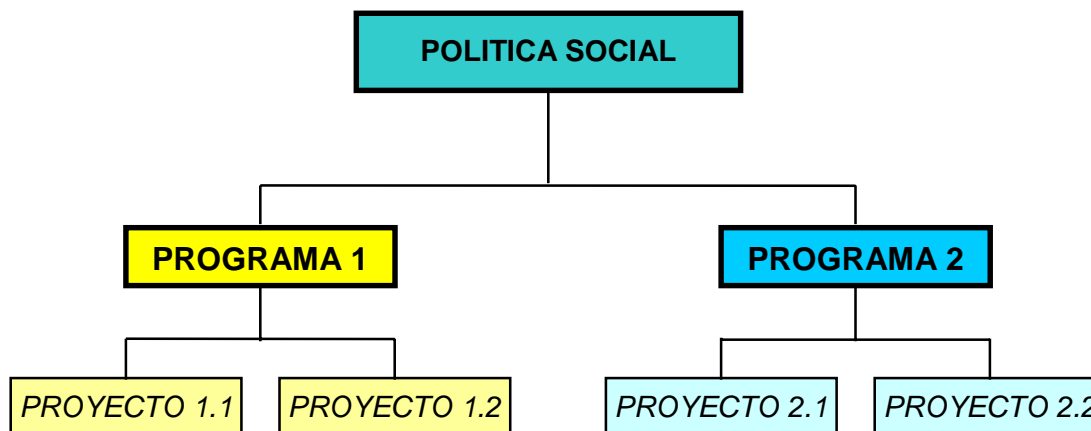 POLITICA SOCIAL
PROGRAMA 1
PROGRAMA 2
PROYECTO 1.1
PROYECTO 1.2
PROYECTO 2.1
PROYECTO 2.2